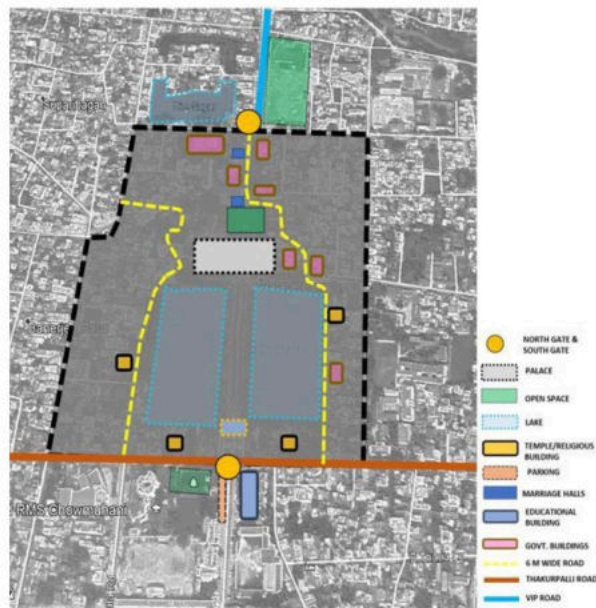 RMS Chowmuhani
NORTH GATE &
SOUTH GATE
PALACE
OPEN SPACE
LAKE
TEMPLE/RELIGIOUS
BUILDING
PARKING
MARRIAGE HALLS
EDUCATIONAL
BUILDING
GOVT. BUILDINGS
6 M WIDE ROAD
THAKURPALLI ROAD
VIP ROAD